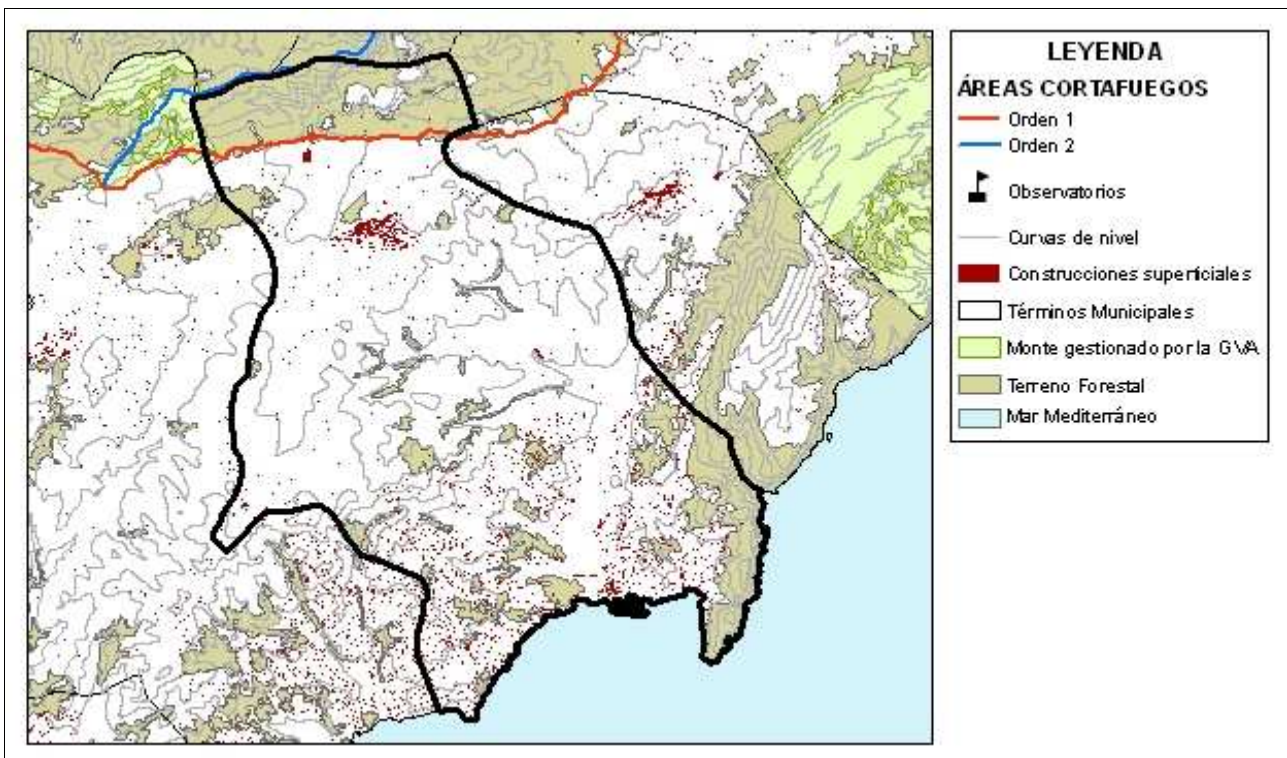 LEYENDA
ÁREAS CORTAFUEGOS
Orden 1
Orden 2
Observatorios
Curvas de nivel
Construcciones superficiales
Términos Municipales
Monte gestionado por la GVA
Terreno Forestal
Mar Mediterráneo